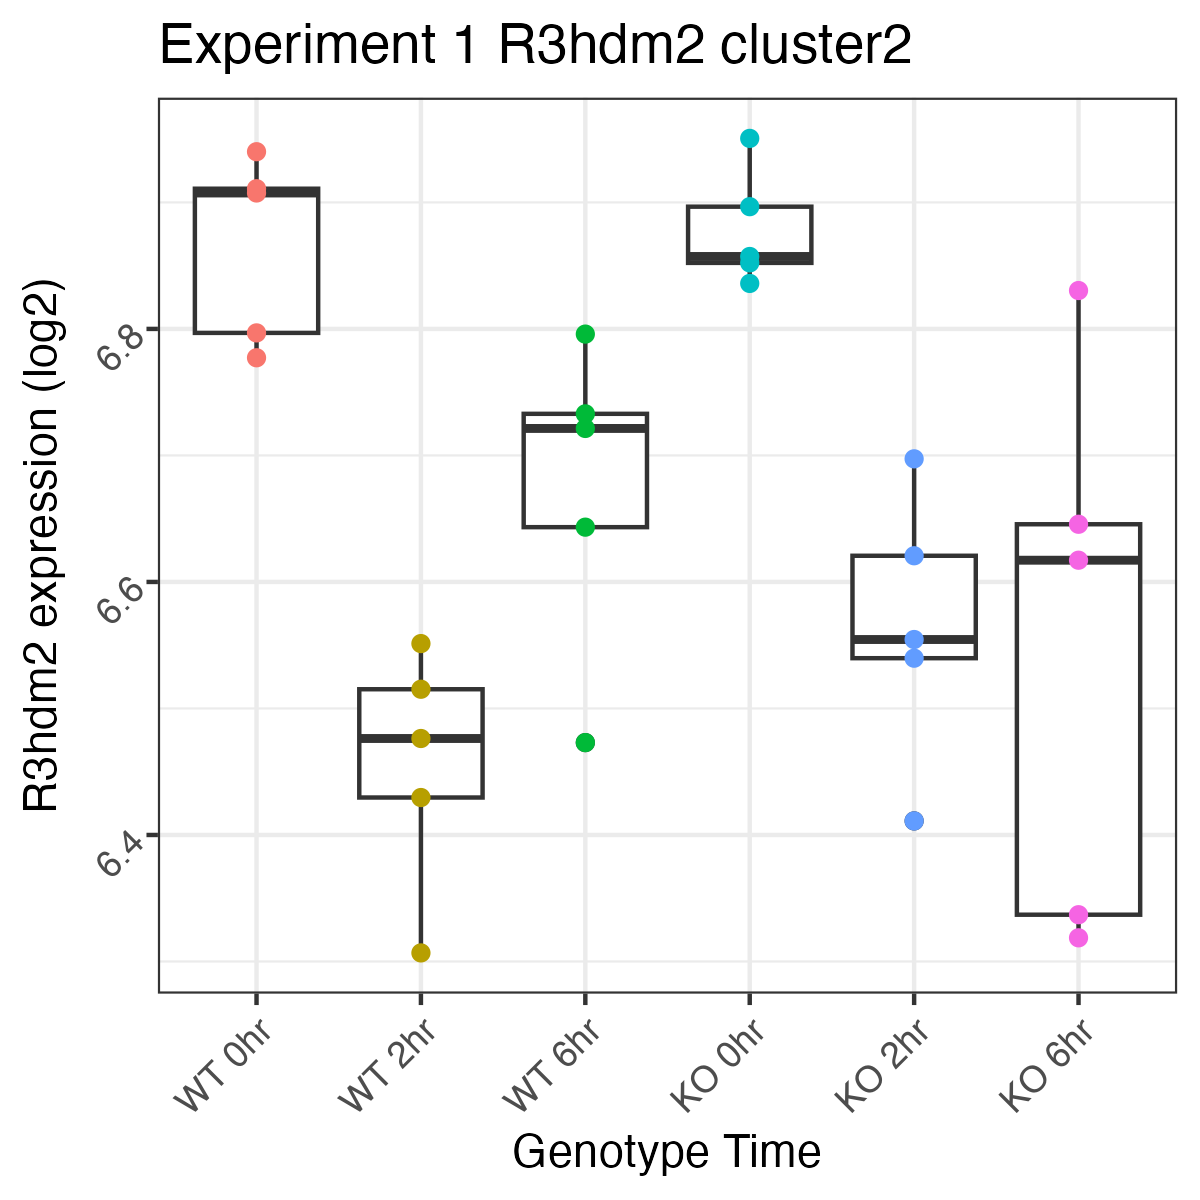 Experiment 1 R3hdm2 cluster2
R3hdm2 expression (log2)
6.8
6.6
6.4
WT 0hr
WT 2hr
WT 6hr
KO 0hr
KO 2hr
KO 6hr
Genotype Time